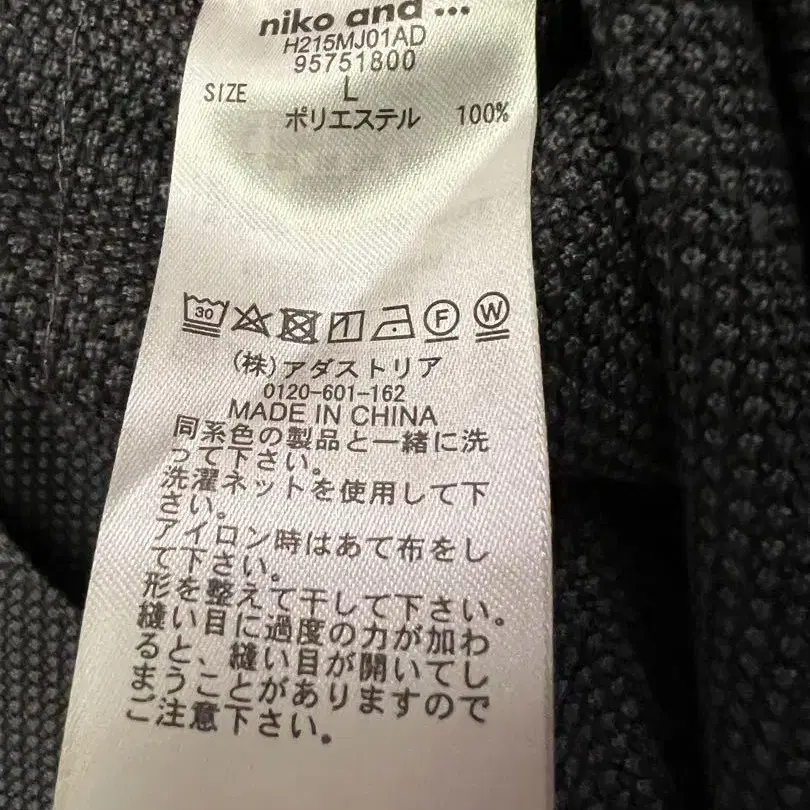 niko and ...
H215MJ01AD
95751800
SIZE L
ポリエステル 100%
30 F W
(株)アダストリア
0120-601-162
MADE IN CHINA
同系色の製品と一緒に洗
って下さい。
洗濯ネットを使用して下
さい。
アイロン時はあて布をし
て下さい。
形を整えて干して下さい。
縫い目に過度の力が加わ
ると、縫い目が開いてし
まうことがありますので
ご注意下さい。